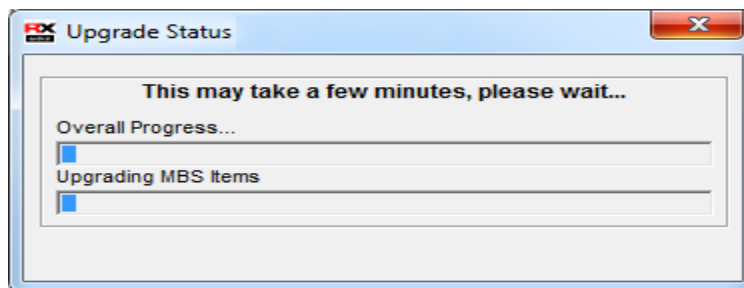 RX
Upgrade Status
This may take a few minutes, please wait...
Overall Progress...
Upgrading MBS Items